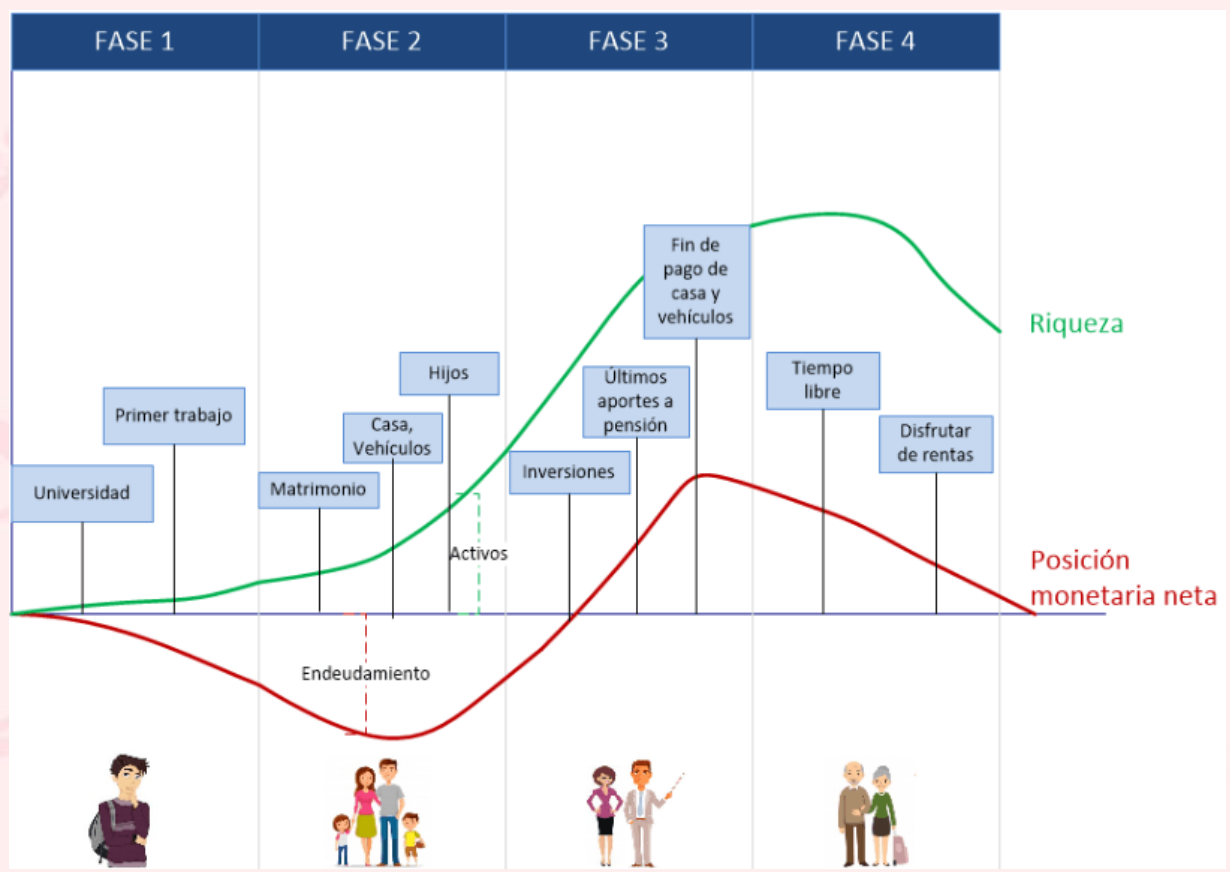 FASE 1
FASE 2
FASE 3
FASE 4
Universidad
Primer trabajo
Matrimonio
Casa,
Vehículos
Hijos
Activos
Endeudamiento
Inversiones
Últimos
aportes a
pensión
Fin de
pago de
casa y
vehículos
Tiempo
libre
Disfrutar
de rentas
Riqueza
Posición
monetaria neta